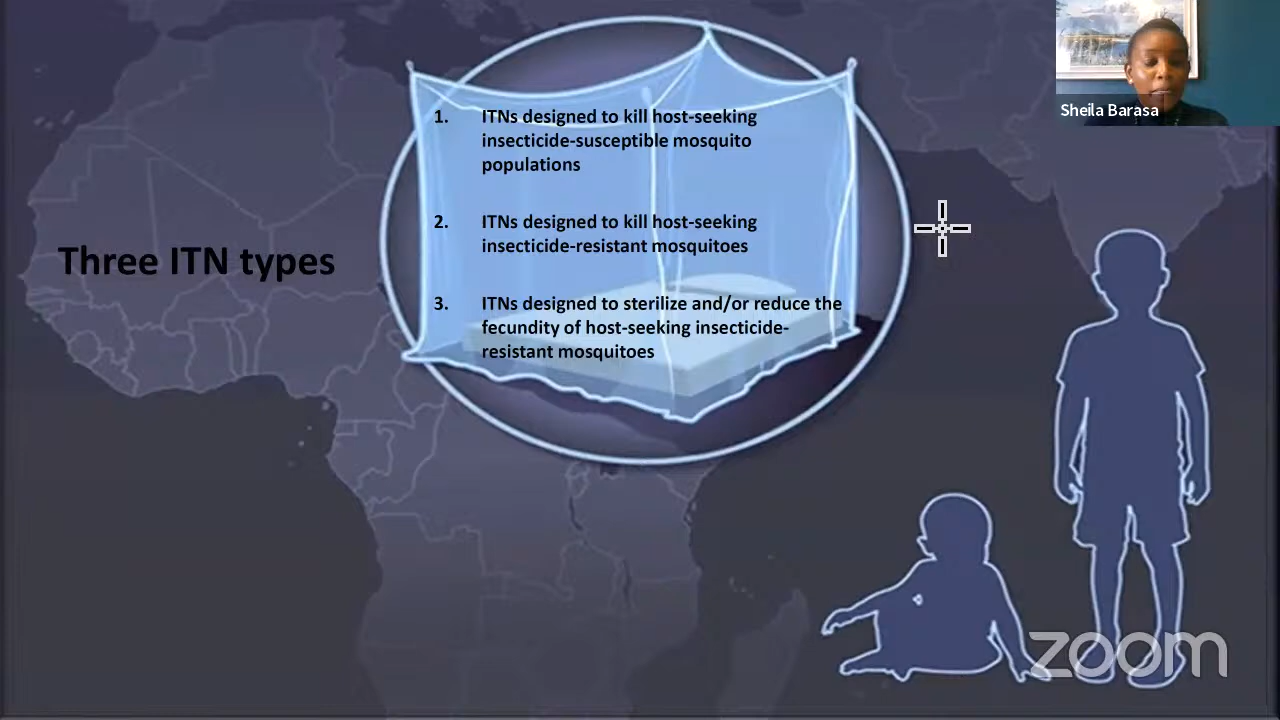 Sheila Barasa
Three ITN types
1. ITNs designed to kill host-seeking
insecticide-susceptible mosquito
populations
2. ITNs designed to kill host-seeking
insecticide-resistant mosquitoes
3. ITNs designed to sterilize and/or reduce the
fecundity of host-seeking insecticide-
resistant mosquitoes
zoom